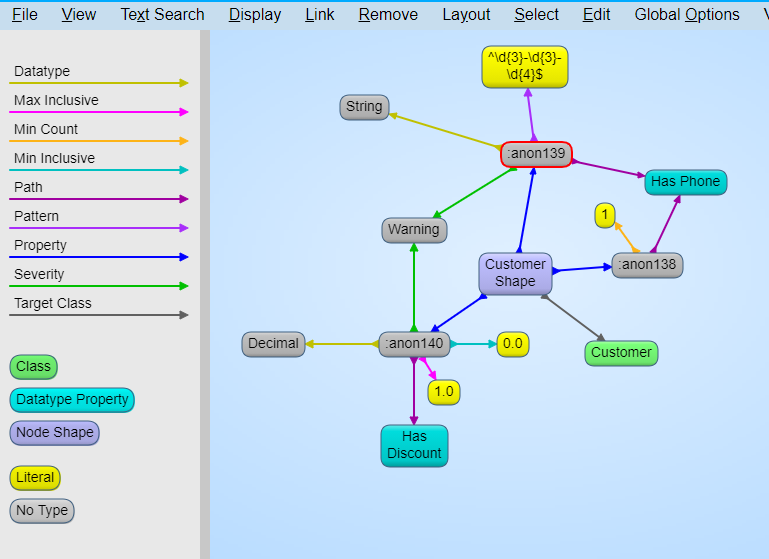 File View Text Search Display Link Remove Layout Select Edit Global Options
Datatype
Max Inclusive
Min Count
Min Inclusive
Path
Pattern
Property
Severity
Target Class
Class
Datatype Property
Node Shape
Literal
No Type
^\d{3}-\d{3}-
\d{4}$
String
:anon139
Has Phone
1
Warning
Customer
Shape
:anon138
Decimal
:anon140
0.0
Customer
1.0
Has
Discount